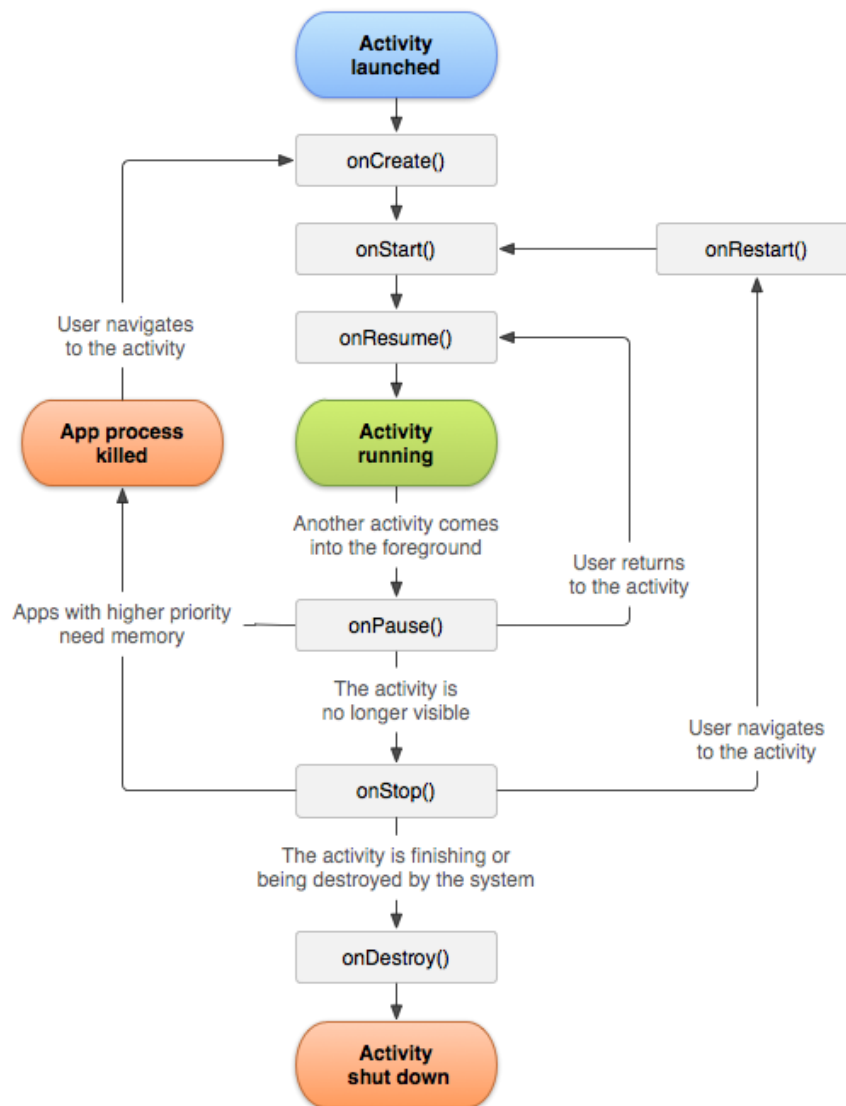 Activity
launched
onCreate()
onStart()
onRestart()
onResume()
User navigates
to the activity
App process
killed
Activity
running
Another activity comes
into the foreground
User returns
to the activity
Apps with higher priority
need memory
onPause()
The activity is
no longer visible
User navigates
to the activity
onStop()
The activity is finishing or
being destroyed by the system
onDestroy()
Activity
shut down